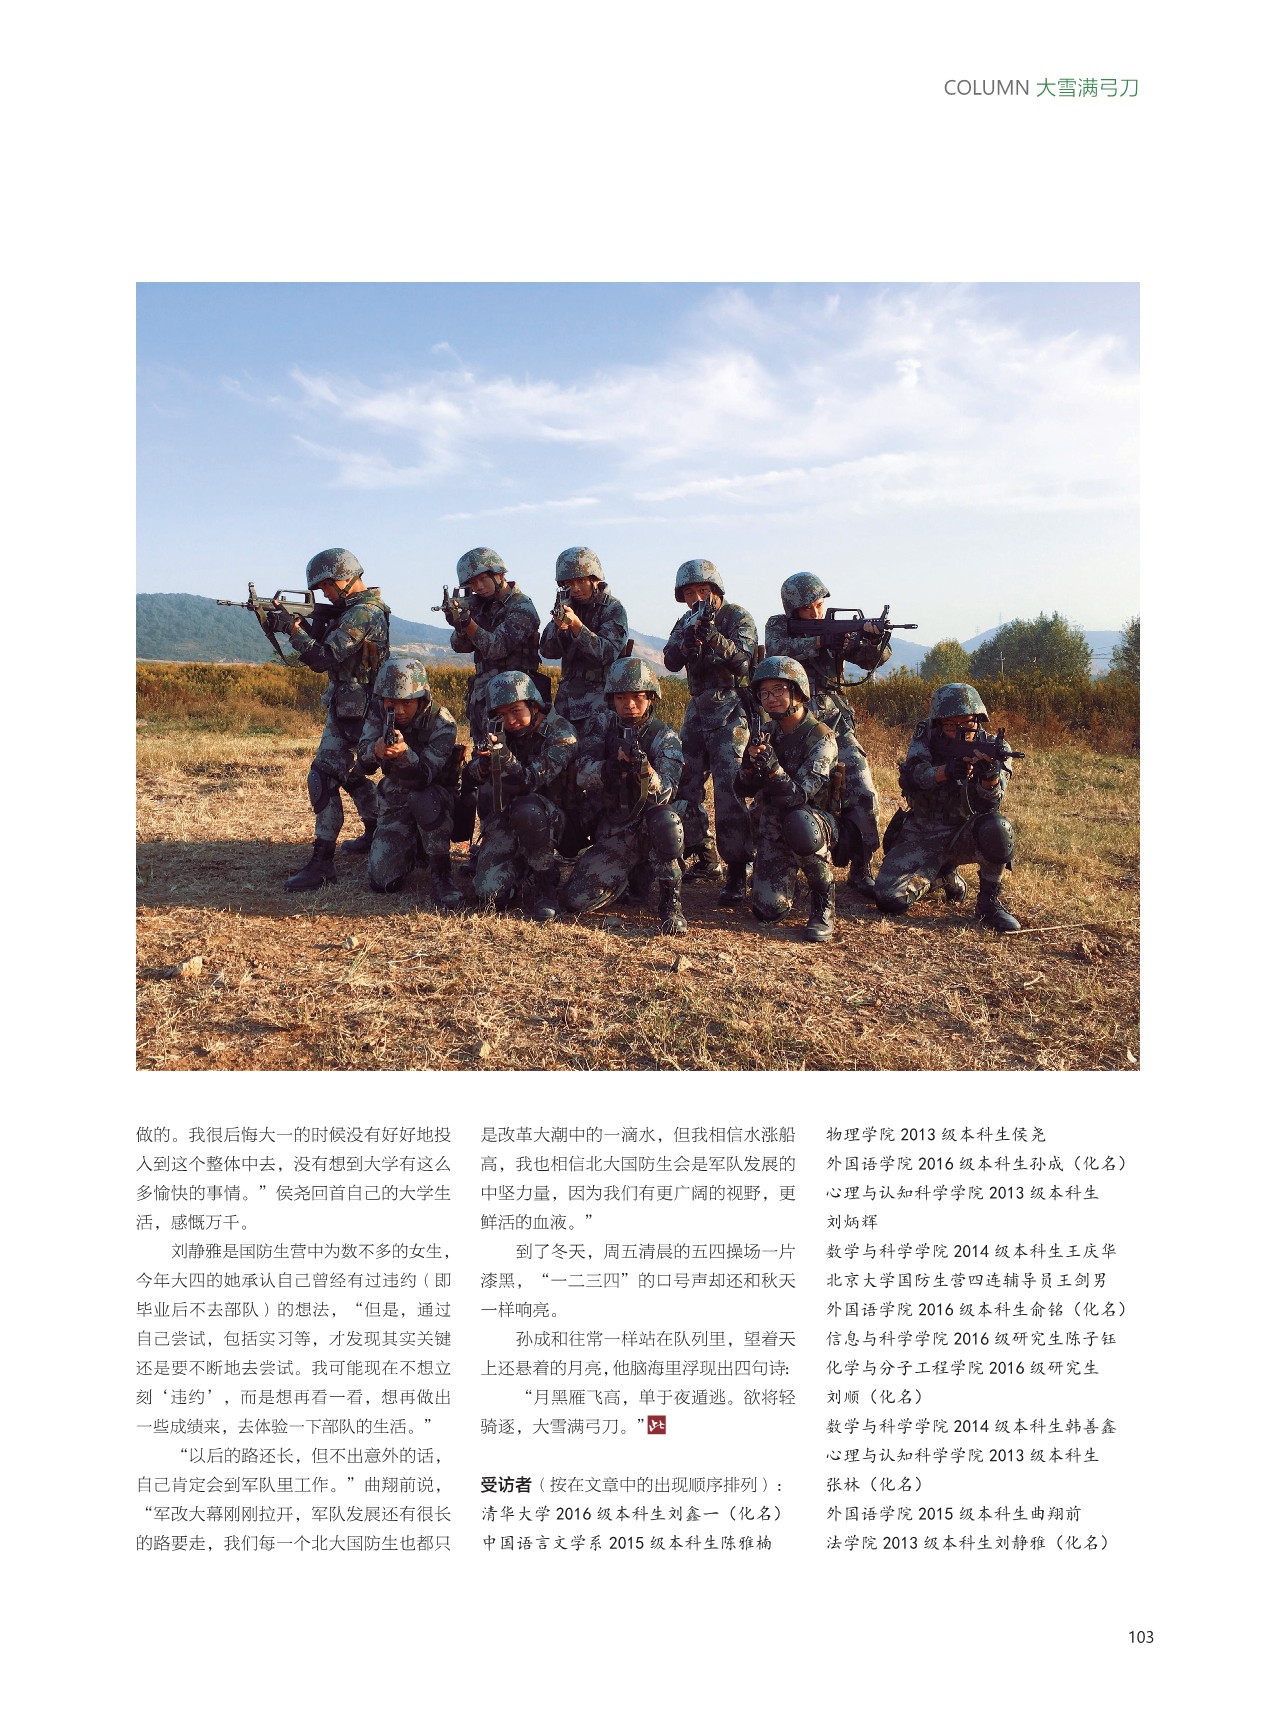 COLUMN 大雪满弓刀
做的。我很后悔大一的时候没有好好地投
入到这个整体中去，没有想到大学有这么
多愉快的事情。”侯尧回首自己的大学生
活，感慨万千。
刘静雅是国防生营中为数不多的女生，
今年大四的她承认自己曾经有过违约（即
毕业后不去部队）的想法，“但是，通过
自己尝试，包括实习等，才发现其实关键
还是要不断地去尝试。我可能现在不想立
刻‘违约’，而是想再看一看，想再做出
一些成绩来，去体验一下部队的生活。”
“以后的路还长，但不出意外的话，
自己肯定会到军队里工作。”曲翔前说，
“军改大幕刚刚拉开，军队发展还有很长
的路要走，我们每一个北大国防生也都只
是改革大潮中的一滴水，但我相信水涨船
高，我也相信北大国防生会是军队发展的
中坚力量，因为我们有更广阔的视野，更
鲜活的血液。”
到了冬天，周五清晨的五四操场一片
漆黑，“一二三四”的口号声却还和秋天
一样响亮。
孙成和往常一样站在队列里，望着天
上还悬着的月亮，他脑海里浮现出四句诗：
“月黑雁飞高，单于夜遁逃。欲将轻
骑逐，大雪满弓刀。”
受访者（按在文章中的出现顺序排列）：
清华大学 2016 级本科生刘鑫一（化名）
中国语言文学系 2015 级本科生陈雅楠
物理学院 2013 级本科生侯尧
外国语学院 2016 级本科生孙成（化名）
心理与认知科学学院 2013 级本科生
刘炳辉
数学与科学学院 2014 级本科生王庆华
北京大学国防生营四连辅导员王剑男
外国语学院 2016 级本科生俞铭（化名）
信息与科学学院 2016 级研究生陈子钰
化学与分子工程学院 2016 级研究生
刘顺（化名）
数学与科学学院 2014 级本科生韩善鑫
心理与认知科学学院 2013 级本科生
张林（化名）
外国语学院 2015 级本科生曲翔前
法学院 2013 级本科生刘静雅（化名）
103